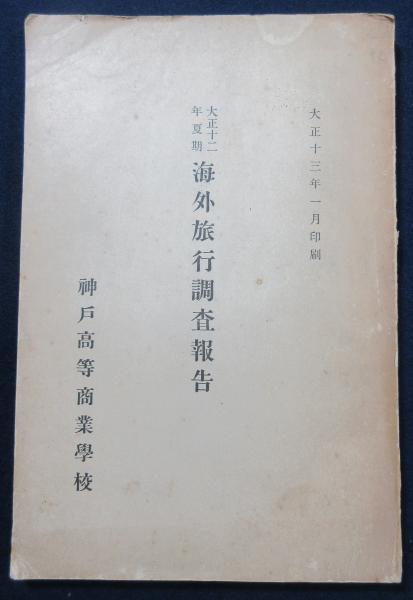 大正十三年一月印刷
大正十二年夏期 海外旅行調査報告
神戸高等商業學校